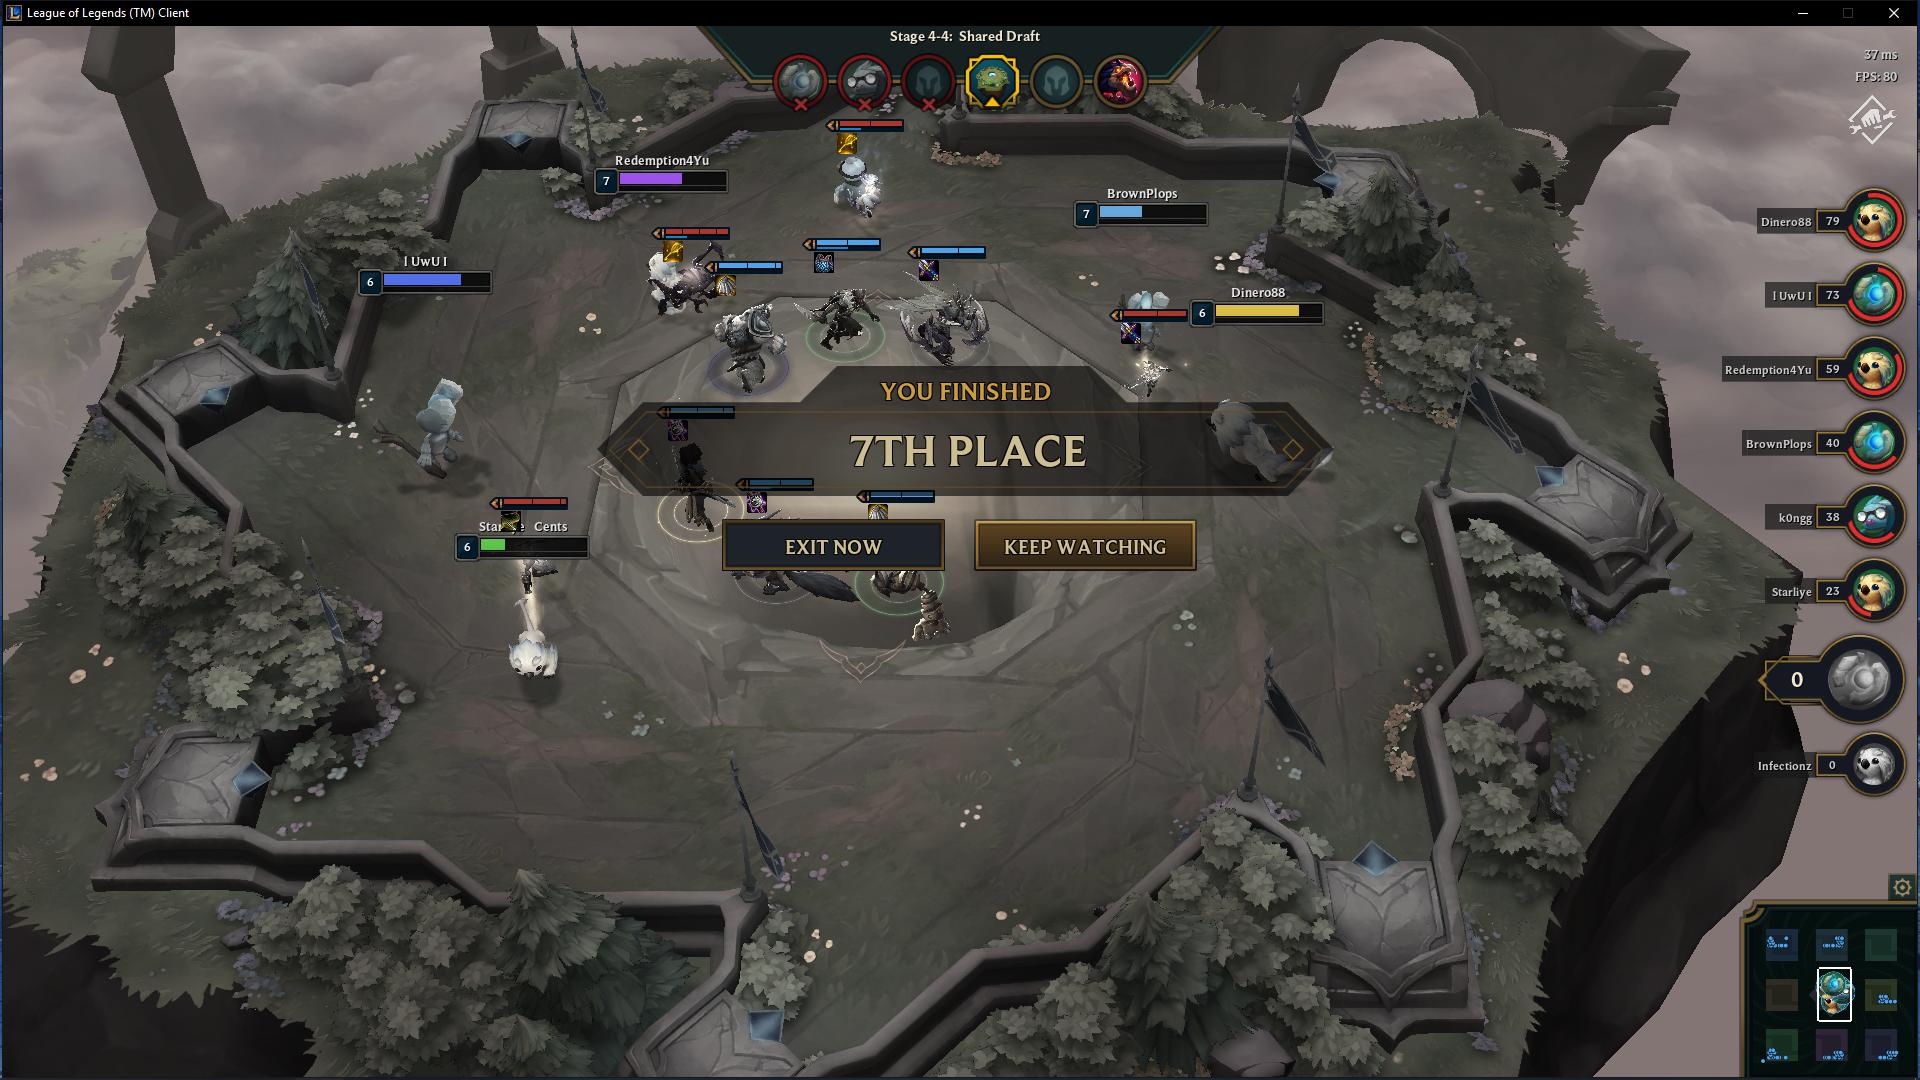 League of Legends (TM) Client
Stage 4-4: Shared Draft
37 ms
FPS: 80
Redemption4Yu
7
BrownPlops
7
l UwU l
6
Dinero88
6
Cents
6
YOU FINISHED
7TH PLACE
EXIT NOW
KEEP WATCHING
Dinero88 79
l UwU l 73
Redemption4Yu 59
BrownPlops 40
k0ngg 38
Starliye 23
0
Infectionz 0